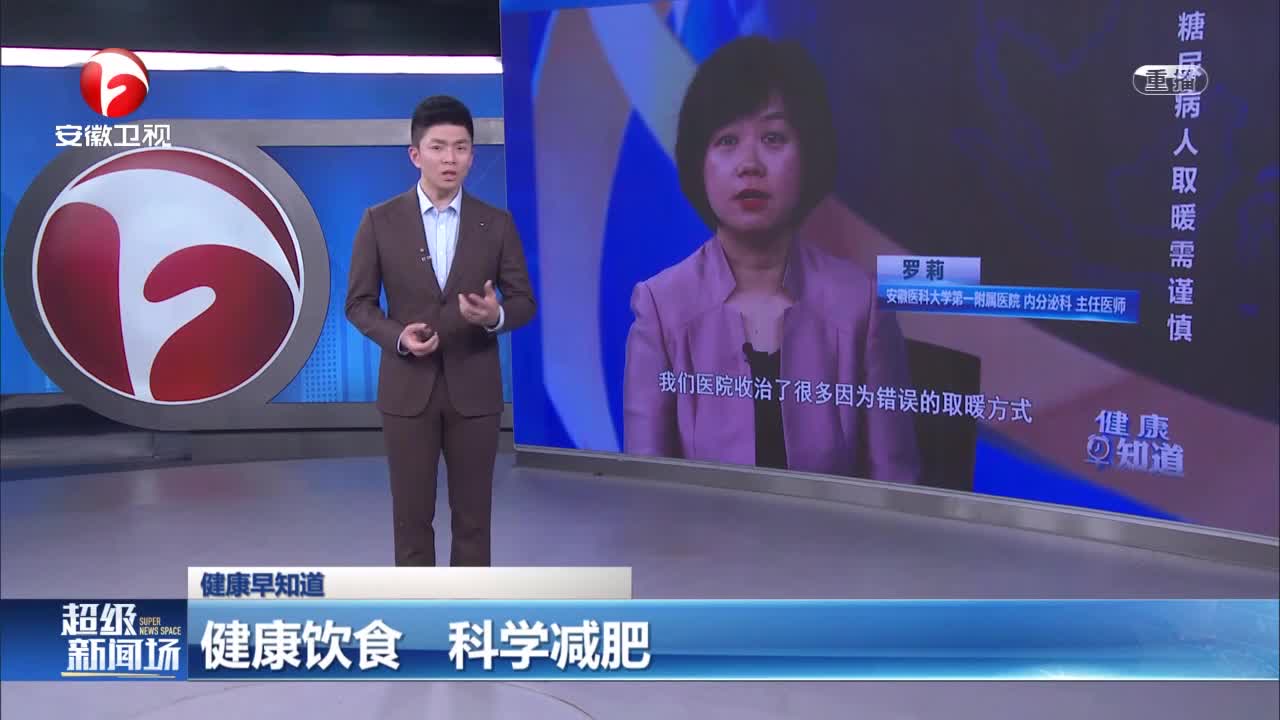 安徽卫视
重播
糖尿病人取暖需谨慎
罗莉
安徽医科大学第一附属医院 内分泌科 主任医师
我们医院收治了很多因为错误的取暖方式
健康
早知道
健康早知道
超级
新闻场
SUPER
NEWS SPACE
健康饮食 科学减肥